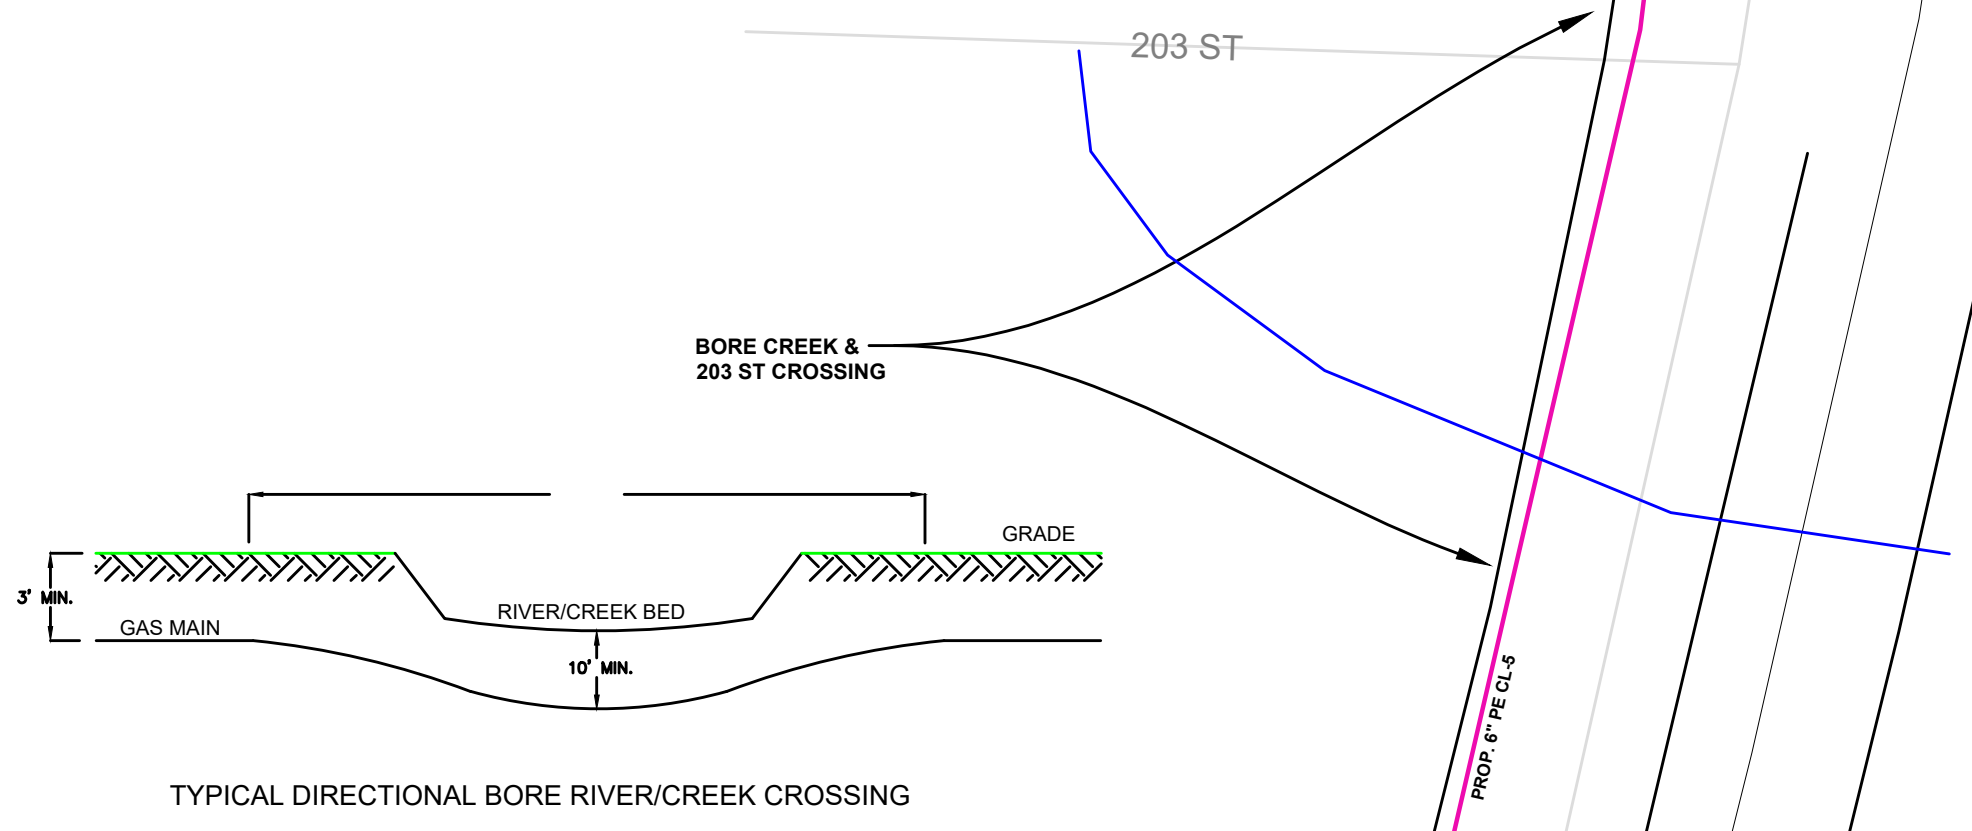 203 ST
BORE CREEK &
203 ST CROSSING
GRADE
3' MIN.
RIVER/CREEK BED
GAS MAIN
10' MIN.
PROP. 6" PE CL-5
TYPICAL DIRECTIONAL BORE RIVER/CREEK CROSSING